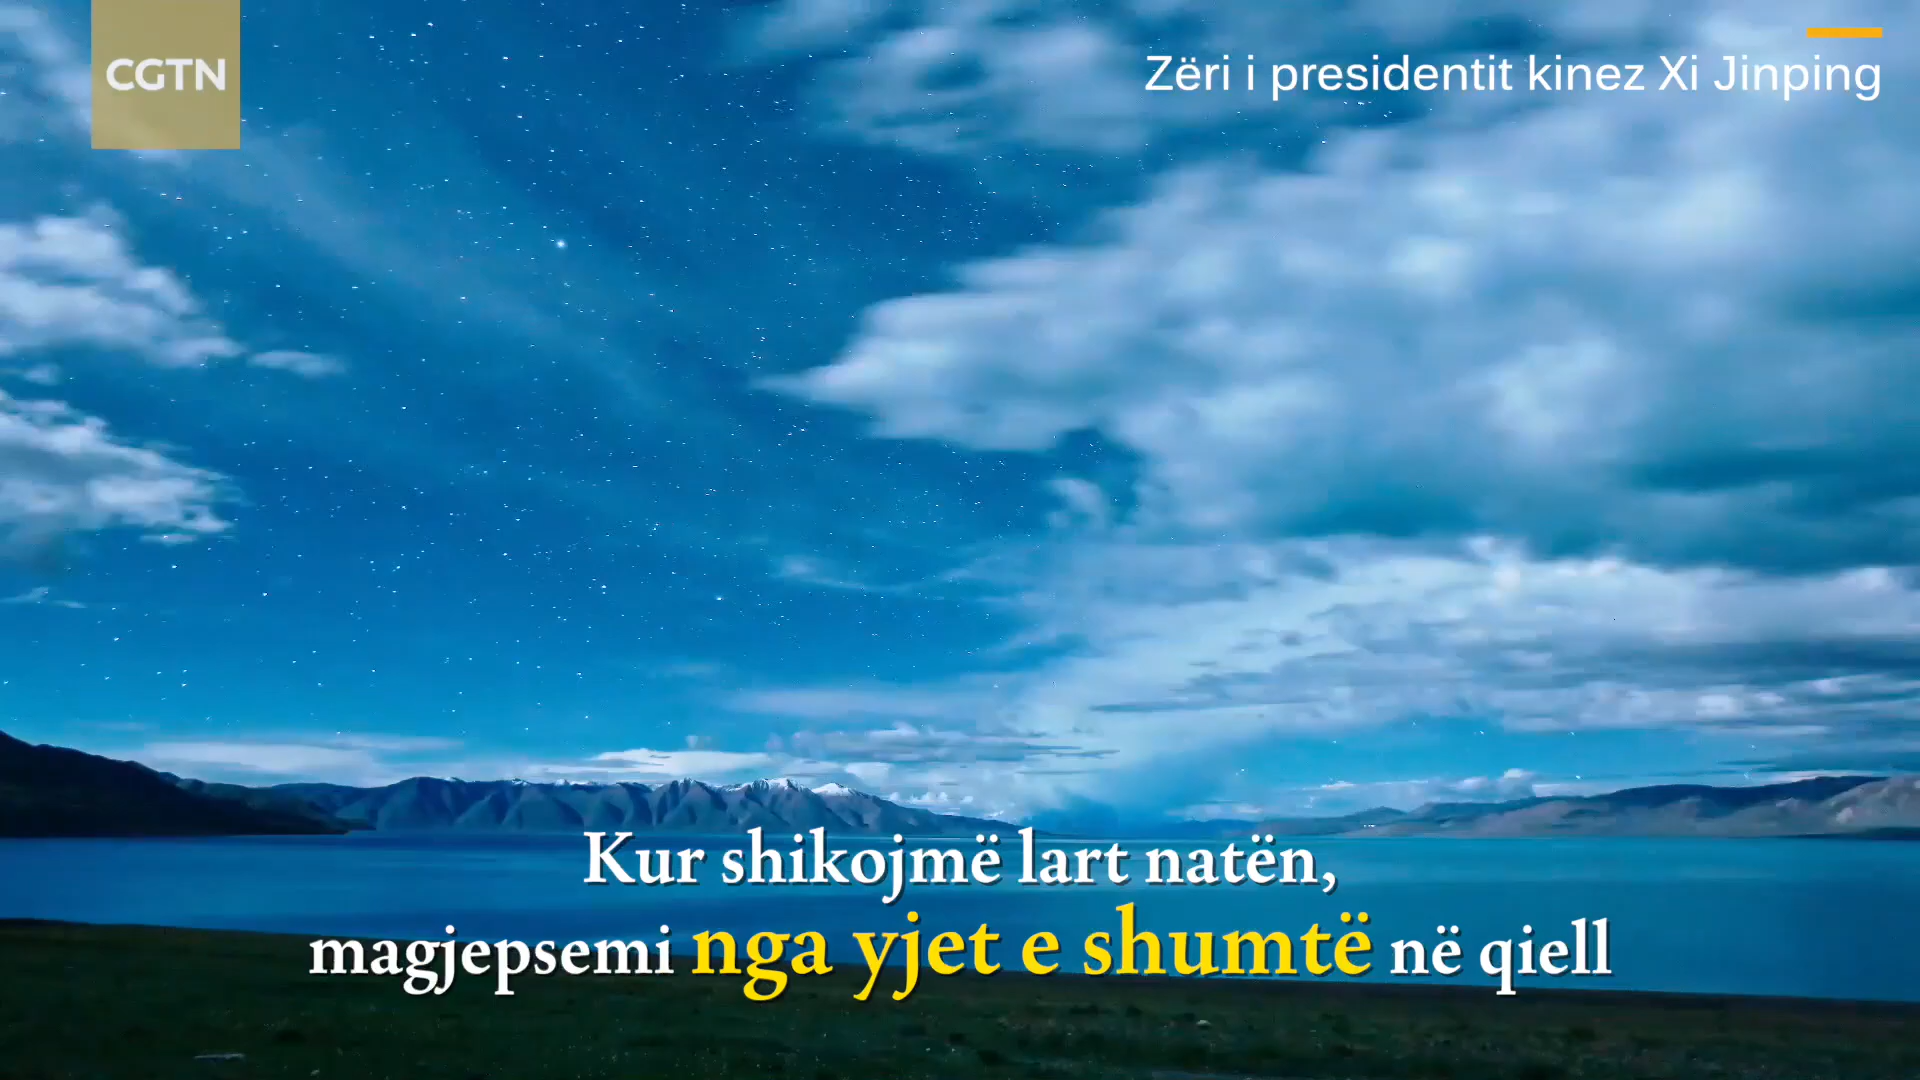 CGTN
Zëri i presidentit kinez Xi Jinping
Kur shikojmë lart natën,
magjepsemi nga yjet e shumtë në qiell